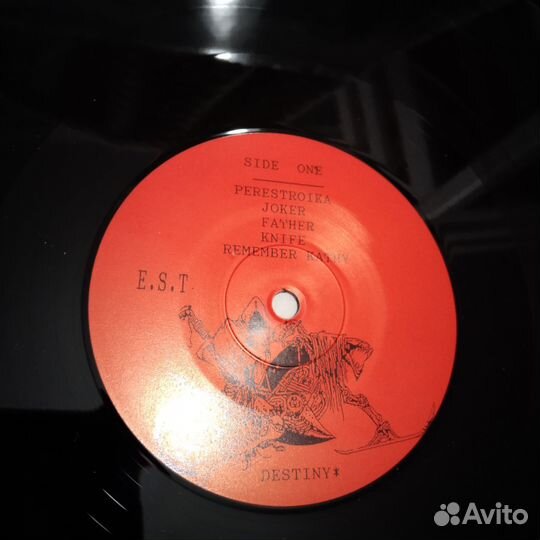 SIDE ONE
PERESTROIKA
JOKER
FATHER
KNIFE
REMEMBER KATHY
E.S.T.
DESTINY*
Avito